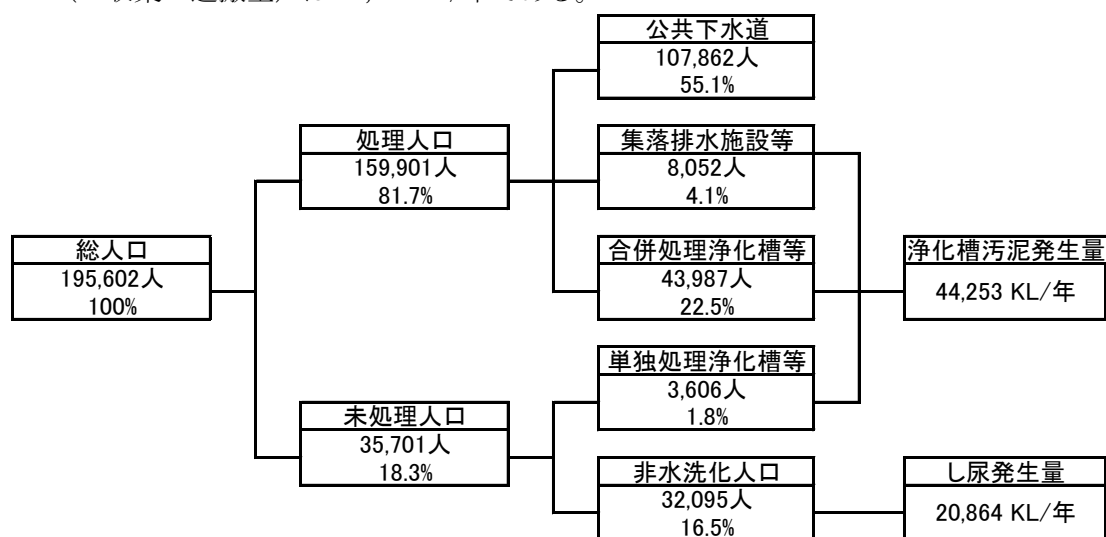 公共下水道
107,862人
55.1%
処理人口
159,901人
81.7%
集落排水施設等
8,052人
4.1%
総人口
195,602人
100%
合併処理浄化槽等
43,987人
22.5%
浄化槽汚泥発生量
44,253 KL/年
単独処理浄化槽等
3,606人
1.8%
未処理人口
35,701人
18.3%
非水洗化人口
32,095人
16.5%
し尿発生量
20,864 KL/年